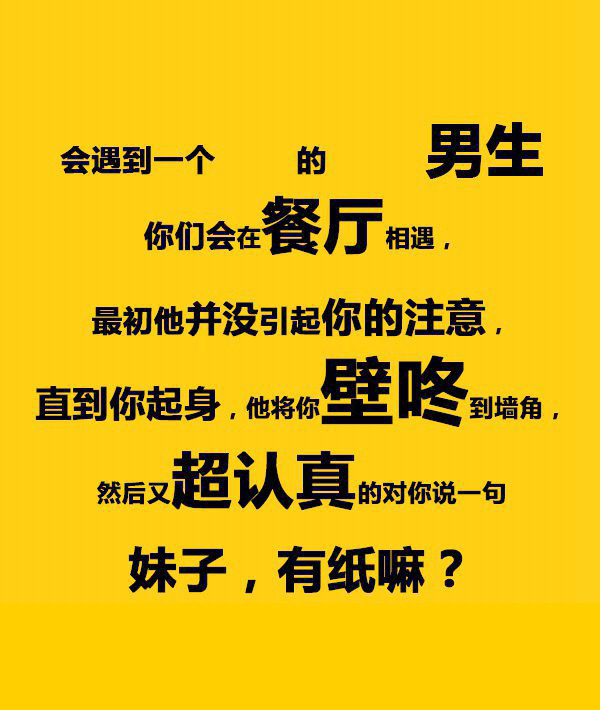 会遇到一个 的 男生
你们会在餐厅相遇，
最初他并没引起你的注意，
直到你起身，他将你壁咚到墙角，
然后又超认真的对你说一句
妹子，有纸嘛？